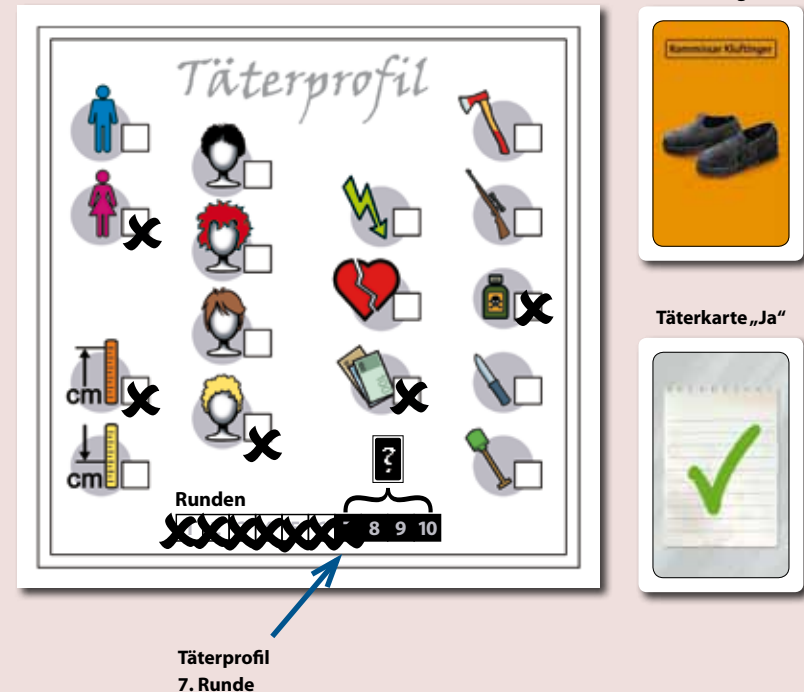 Täterprofil
Kommissar Kluftinger
cm
cm
?
Täterkarte „Ja“
Runden
8 9 10
Täterprofil
7. Runde